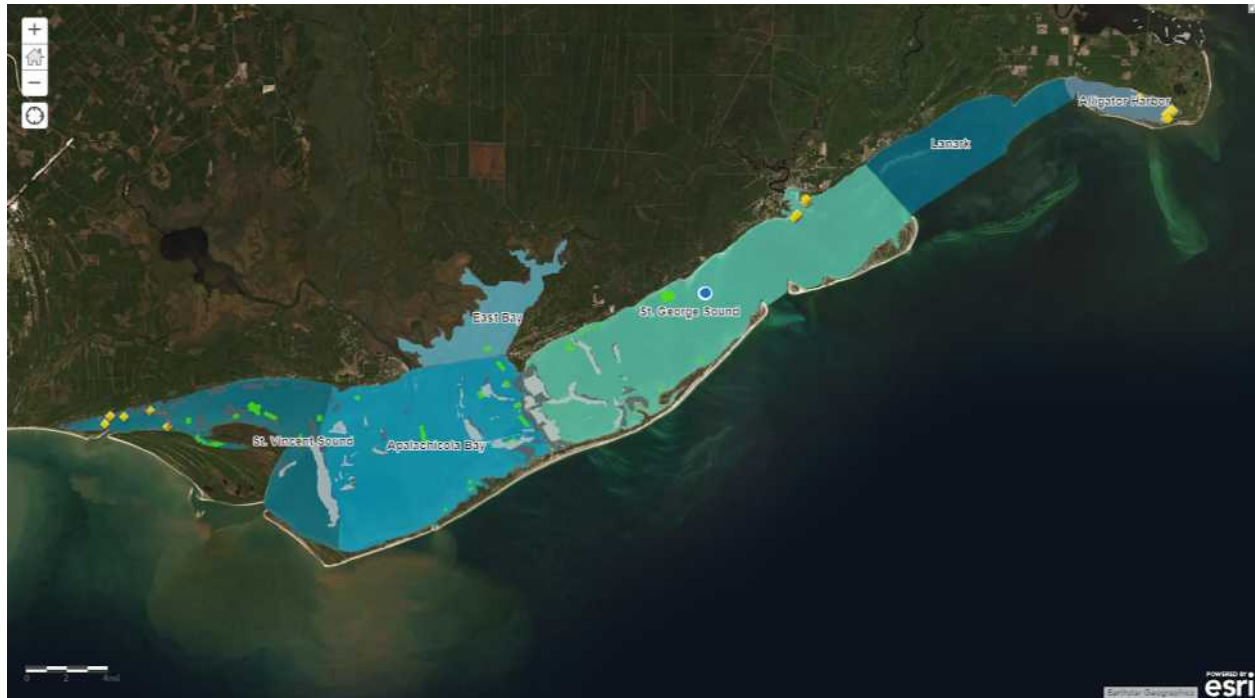 +
−
Alligator Harbor
Lanark
St. George Sound
East Bay
St. Vincent Sound
Apalachicola Bay
0 2 4mi
Earthstar Geographics
POWERED BY
esri